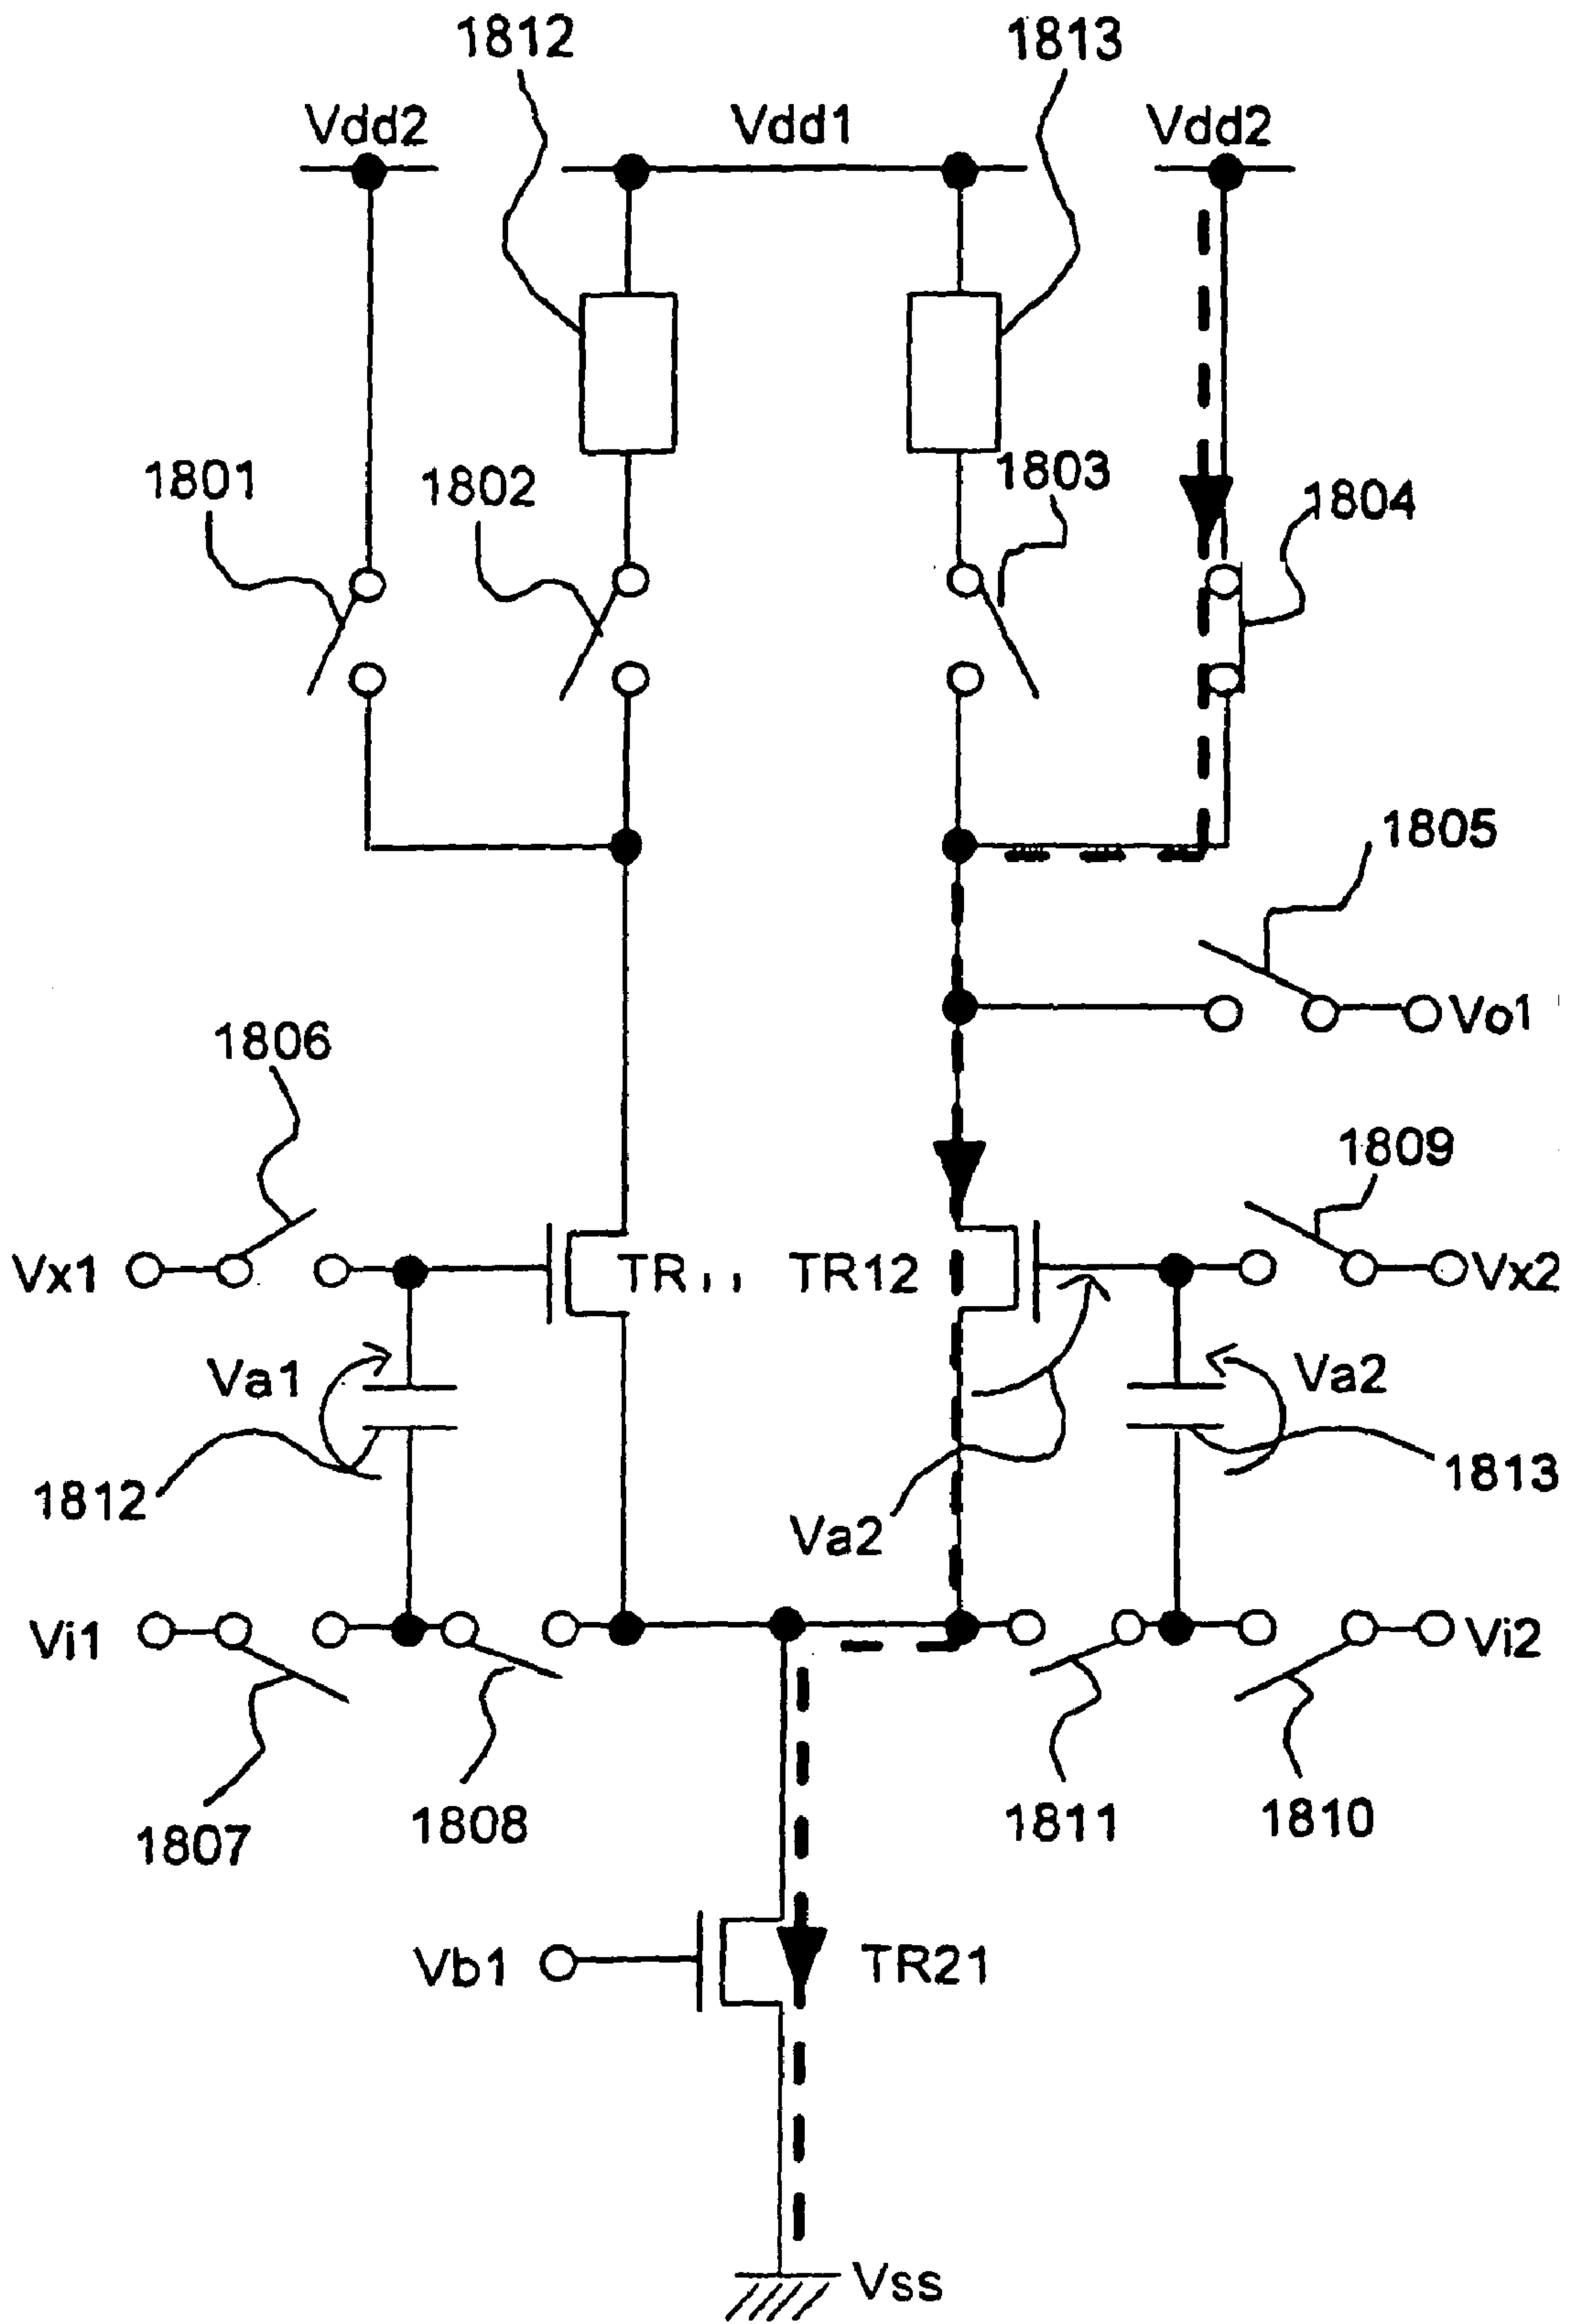 1812 1813
Vdd2 Vdd1 Vdd2
1801 1802 1803 1804
1805
Vo1
1806
1809
Vx1 TR₁₁ TR12 Vx2
Va1 Va2
1812 1813
Va2
Vi1 Vi2
1807 1808 1811 1810
Vb1 TR21
Vss